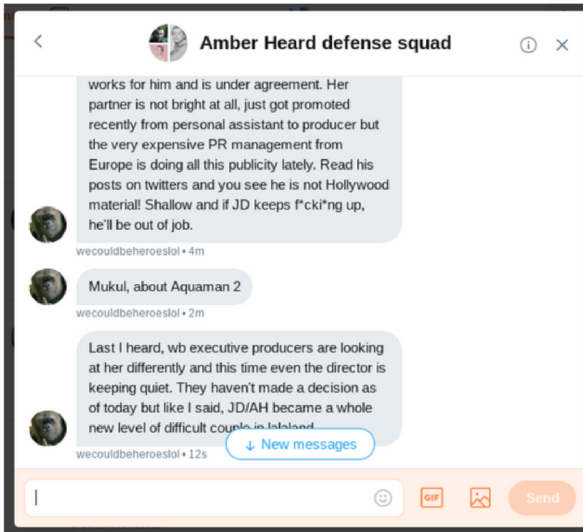 Amber Heard defense squad
works for him and is under agreement. Her
partner is not bright at all, just got promoted
recently from personal assistant to producer but
the very expensive PR management from
Europe is doing all this publicity lately. Read his
posts on twitters and you see he is not Hollywood
material! Shallow and if JD keeps f*cki*ng up,
he'll be out of job.
wecouldbeheroeslol • 4m
Mukul, about Aquaman 2
wecouldbeheroeslol • 2m
Last I heard, wb executive producers are looking
at her differently and this time even the director is
keeping quiet. They haven't made a decision as
of today but like I said, JD/AH became a whole
new level of difficult couple in lalaland
↓ New messages
wecouldbeheroeslol • 12s
GIF
Send